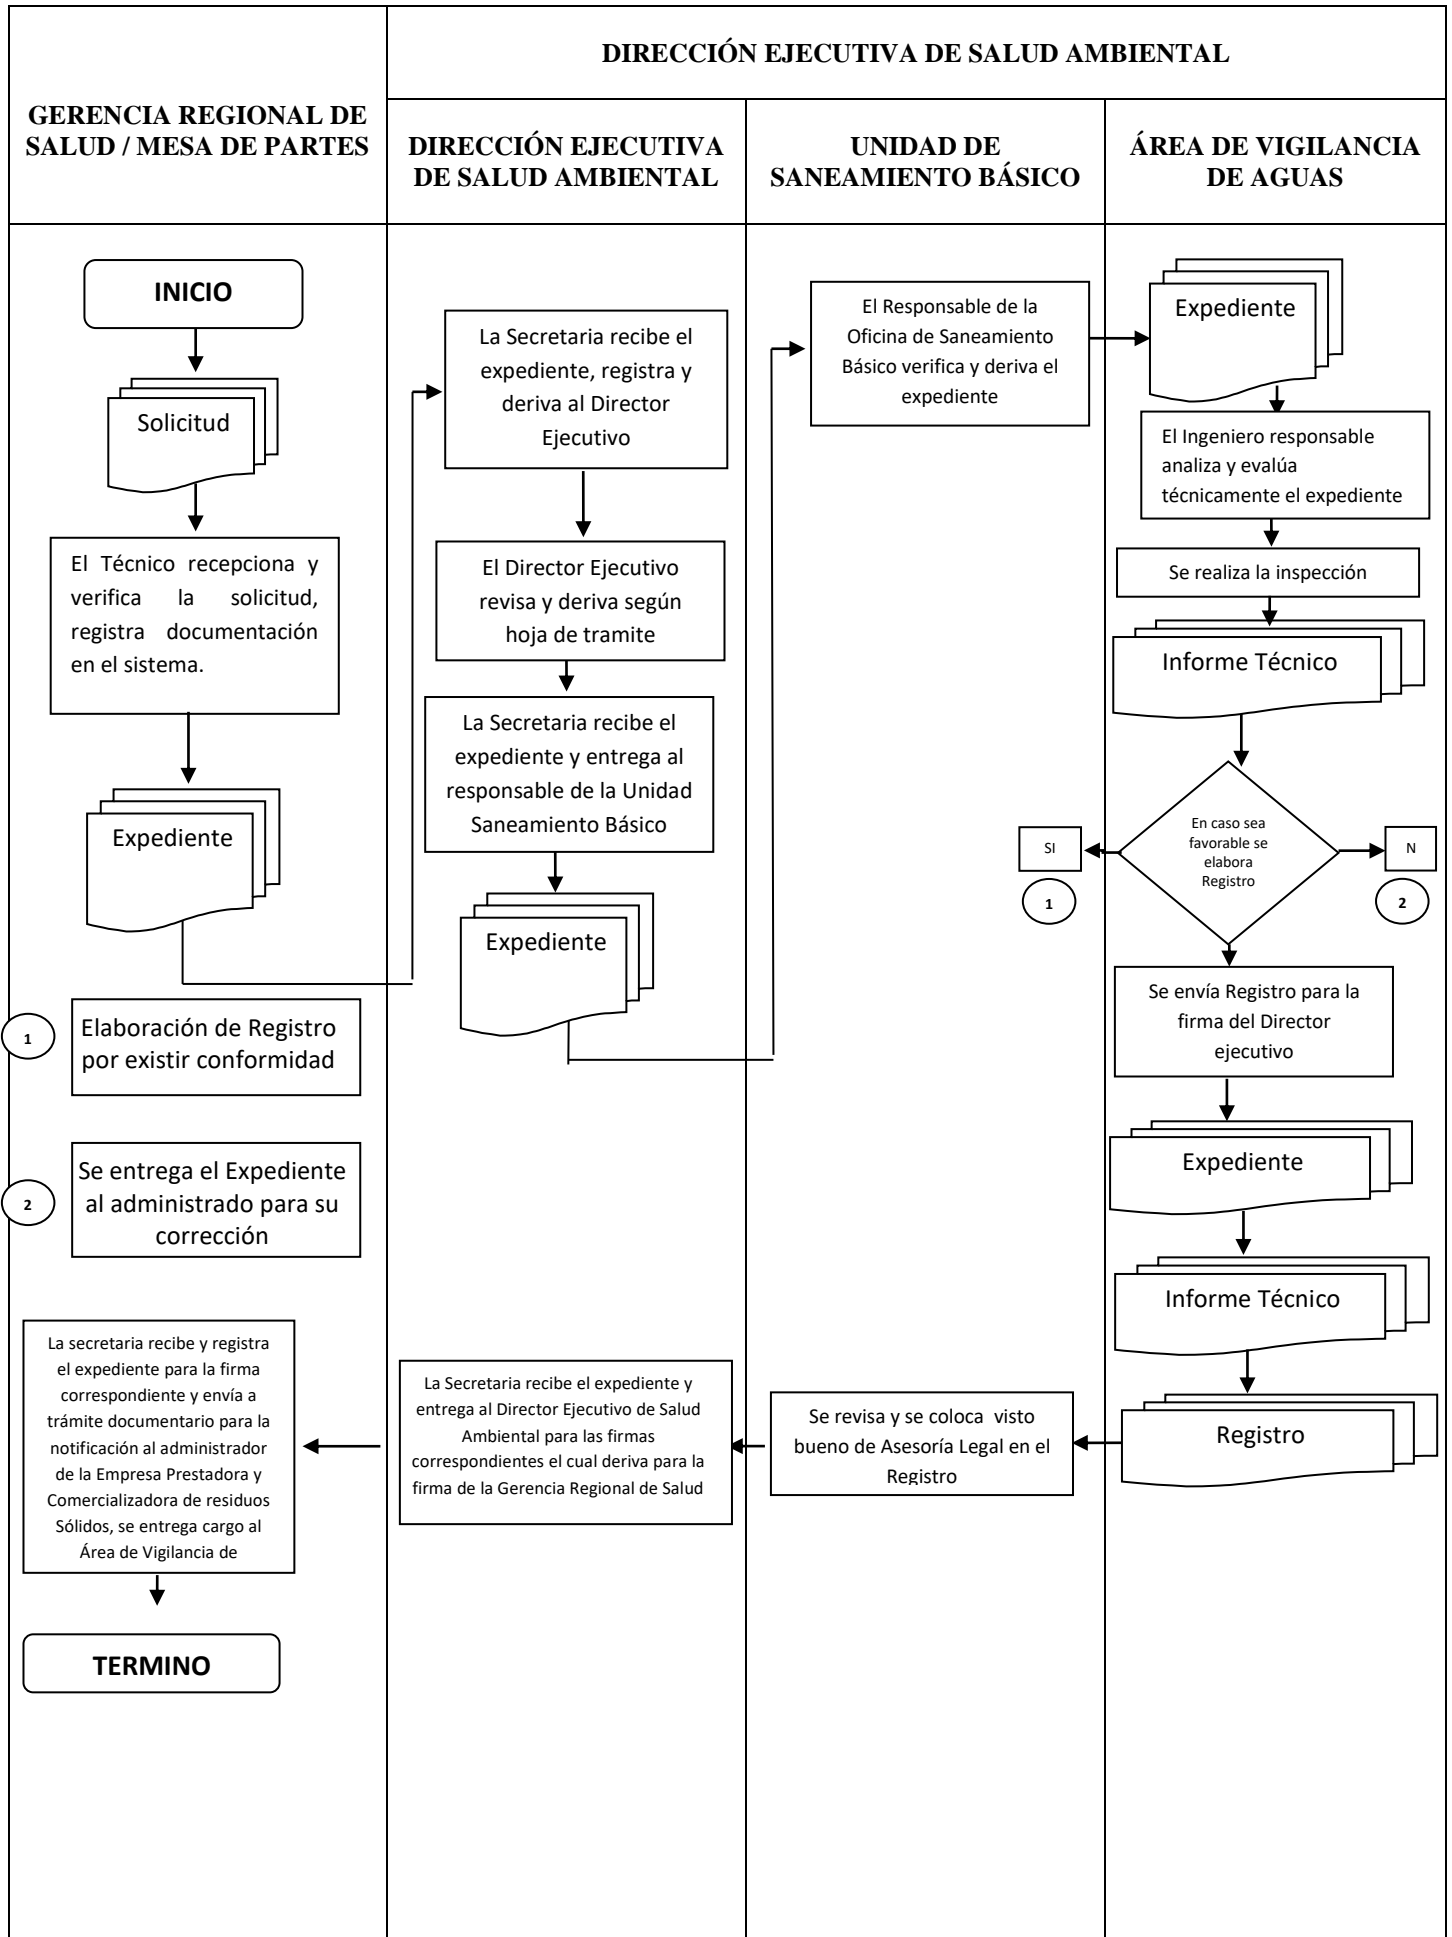 DIRECCIÓN EJECUTIVA DE SALUD AMBIENTAL
GERENCIA REGIONAL DE
SALUD / MESA DE PARTES
DIRECCIÓN EJECUTIVA
DE SALUD AMBIENTAL
UNIDAD DE
SANEAMIENTO BÁSICO
ÁREA DE VIGILANCIA
DE AGUAS
INICIO
Solicitud
El Técnico recepciona y
verifica la solicitud,
registra documentación
en el sistema.
Expediente
1
Elaboración de Registro
por existir conformidad
2
Se entrega el Expediente
al administrado para su
corrección
La secretaria recibe y registra
el expediente para la firma
correspondiente y envía a
trámite documentario para la
notificación al administrador
de la Empresa Prestadora y
Comercializadora de residuos
Sólidos, se entrega cargo al
Área de Vigilancia de
TERMINO
La Secretaria recibe el
expediente, registra y
deriva al Director
Ejecutivo
El Director Ejecutivo
revisa y deriva según
hoja de tramite
La Secretaria recibe el
expediente y entrega al
responsable de la Unidad
Saneamiento Básico
Expediente
La Secretaria recibe el expediente y
entrega al Director Ejecutivo de Salud
Ambiental para las firmas
correspondientes el cual deriva para la
firma de la Gerencia Regional de Salud
El Responsable de la
Oficina de Saneamiento
Básico verifica y deriva el
expediente
SI
1
Se revisa y se coloca visto
bueno de Asesoría Legal en el
Registro
Expediente
El Ingeniero responsable
analiza y evalúa
técnicamente el expediente
Se realiza la inspección
Informe Técnico
En caso sea
favorable se
elabora
Registro
N
2
Se envía Registro para la
firma del Director
ejecutivo
Expediente
Informe Técnico
Registro